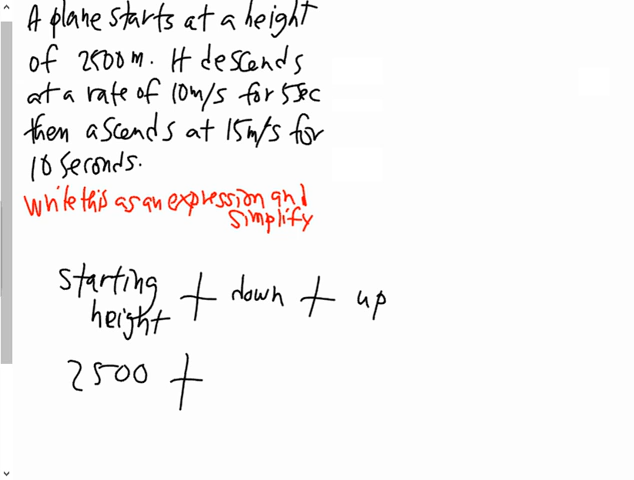 A plane starts at a height
of 2500m. It descends
at a rate of 10m/s for 5sec
then ascends at 15m/s for
10 seconds.
Write this as an expression and
simplify
starting
height + down + up
2500 +